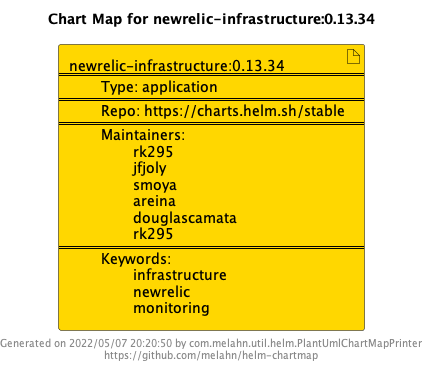 Chart Map for newrelic-infrastructure:0.13.34
newrelic-infrastructure:0.13.34
Type: application
Repo: https://charts.helm.sh/stable
Maintainers:
rk295
jfjoly
smoya
areina
douglascamata
rk295
Keywords:
infrastructure
newrelic
monitoring
Generated on 2022/05/07 20:20:50 by com.melahn.util.helm.PlantUmlChartMapPrinter
https://github.com/melahn/helm-chartmap